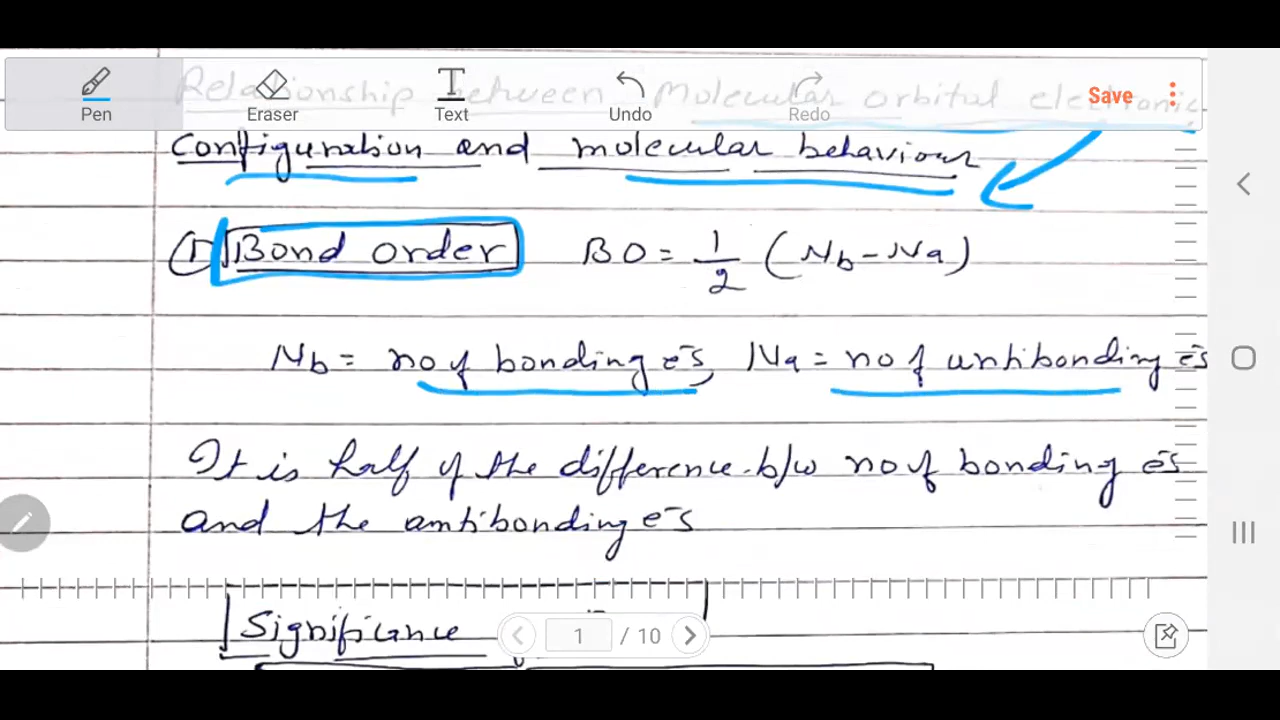 Relationship between Molecular orbital electronic
Pen Eraser Text Undo Redo Save
configuration and molecular behaviour
① Bond order BO = 1/2 (Nb - Na)
Nb = no of bonding e⁻s, Na = no of antibonding e⁻s
It is half of the difference b/w no of bonding e⁻s
and the antibonding e⁻s
Significance
1 / 10